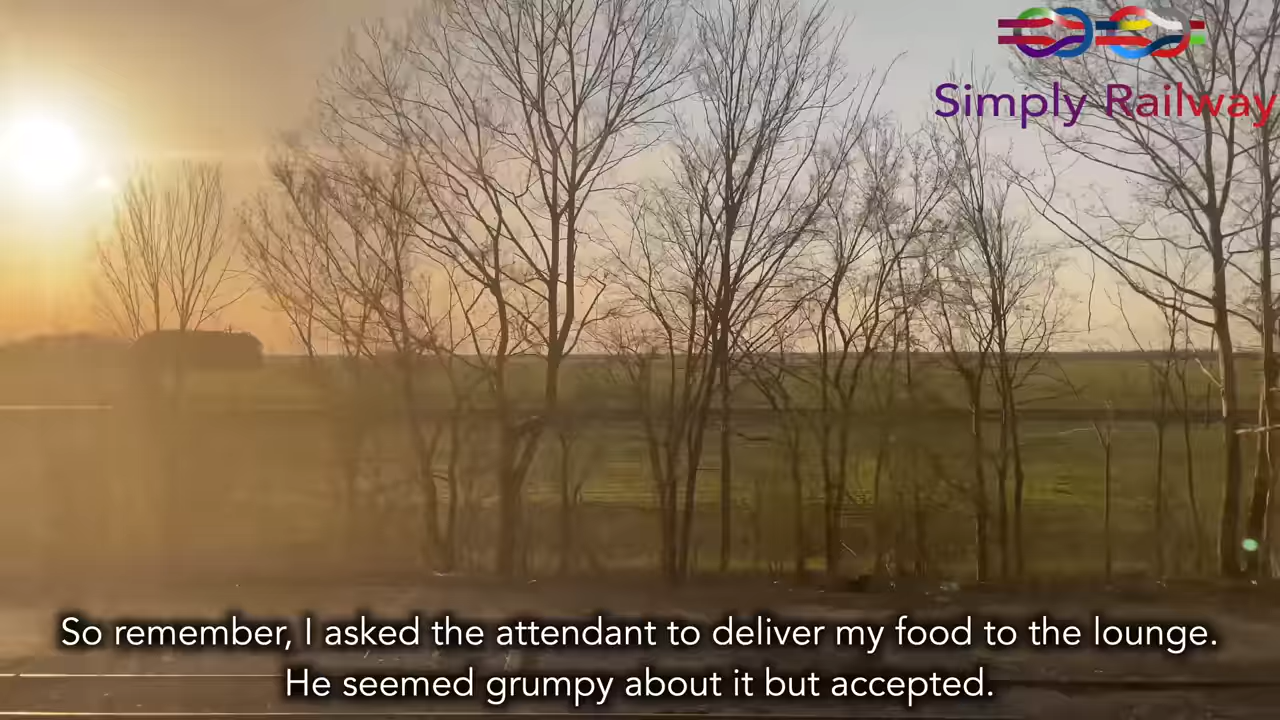 Simply Railway
So remember, I asked the attendant to deliver my food to the lounge.
He seemed grumpy about it but accepted.